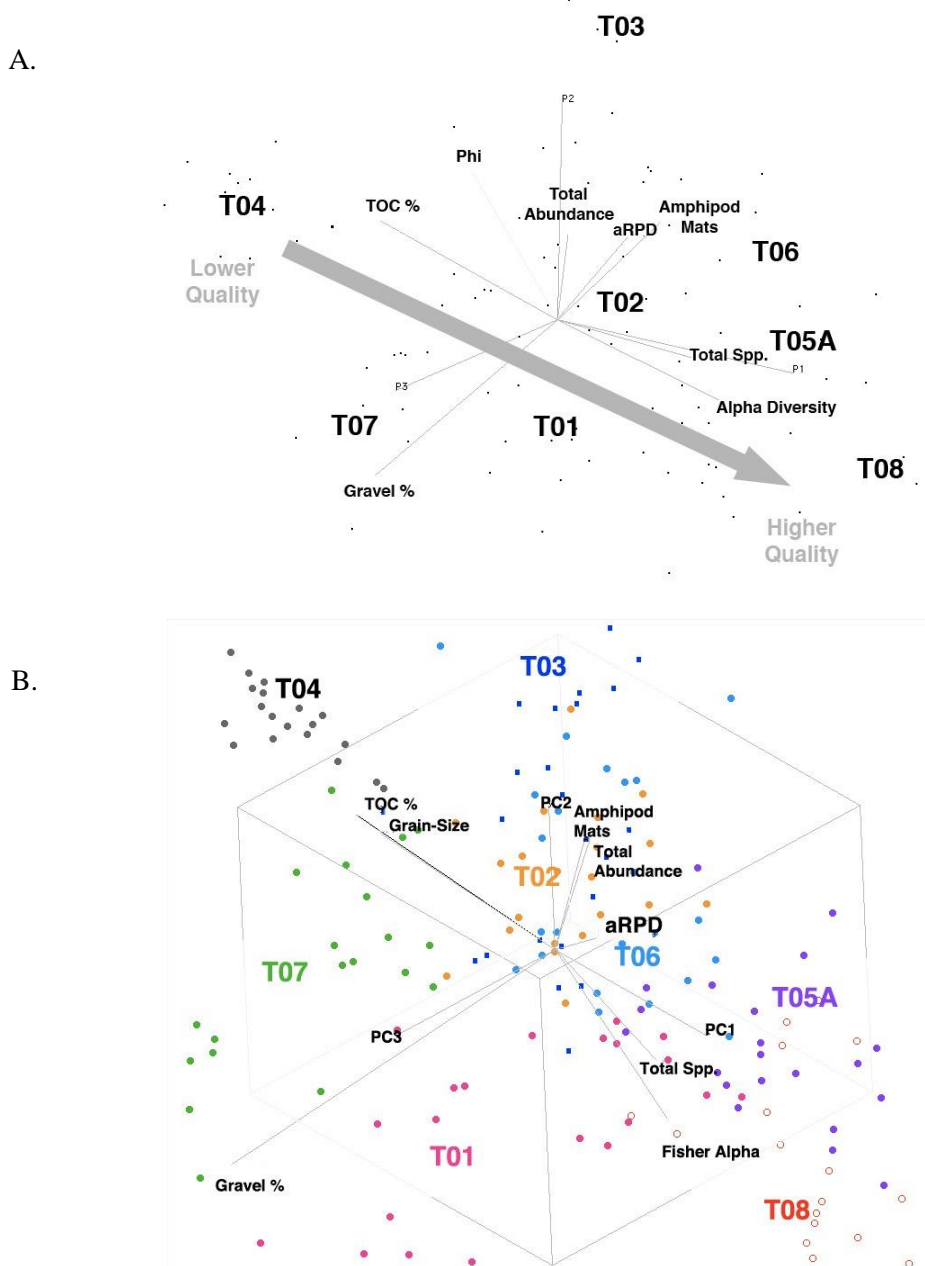 T03
A.
P2
Phi
Total
Abundance
TOC %
T04
Amphipod
Mats
aRPD
T06
Lower
Quality
T02
T05A
Total Spp.
P1
P3
Alpha Diversity
T07
T01
T08
Gravel %
Higher
Quality
B.
T03
T04
TOC %
PC2
Amphipod
Mats
Grain-Size
Total
Abundance
T02
aRPD
T06
T07
T05A
PC3
PC1
Total Spp.
Fisher Alpha
T01
Gravel %
T08